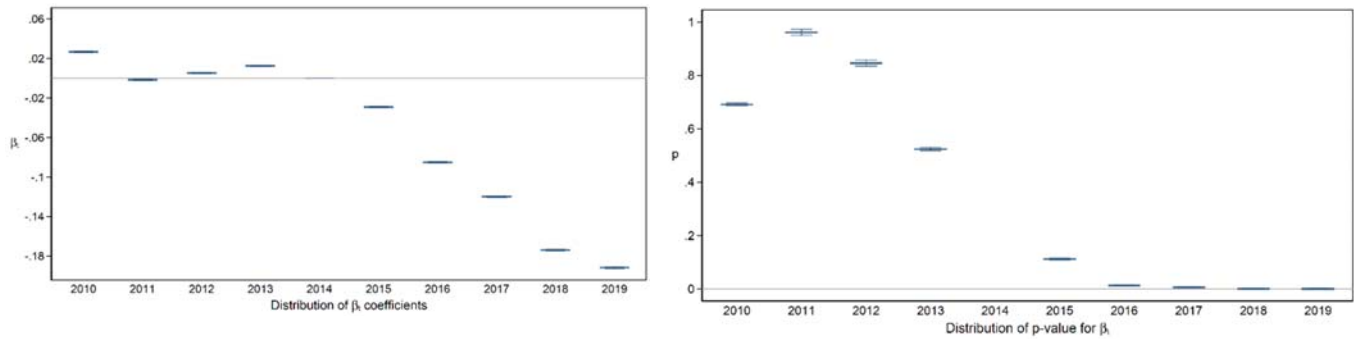 .06
.02
-.02
-.06
-.1
-.14
-.18
βₜ
2010 2011 2012 2013 2014 2015 2016 2017 2018 2019
Distribution of βₜ coefficients
1
.8
.6
.4
.2
0
p
2010 2011 2012 2013 2014 2015 2016 2017 2018 2019
Distribution of p-value for βₜ